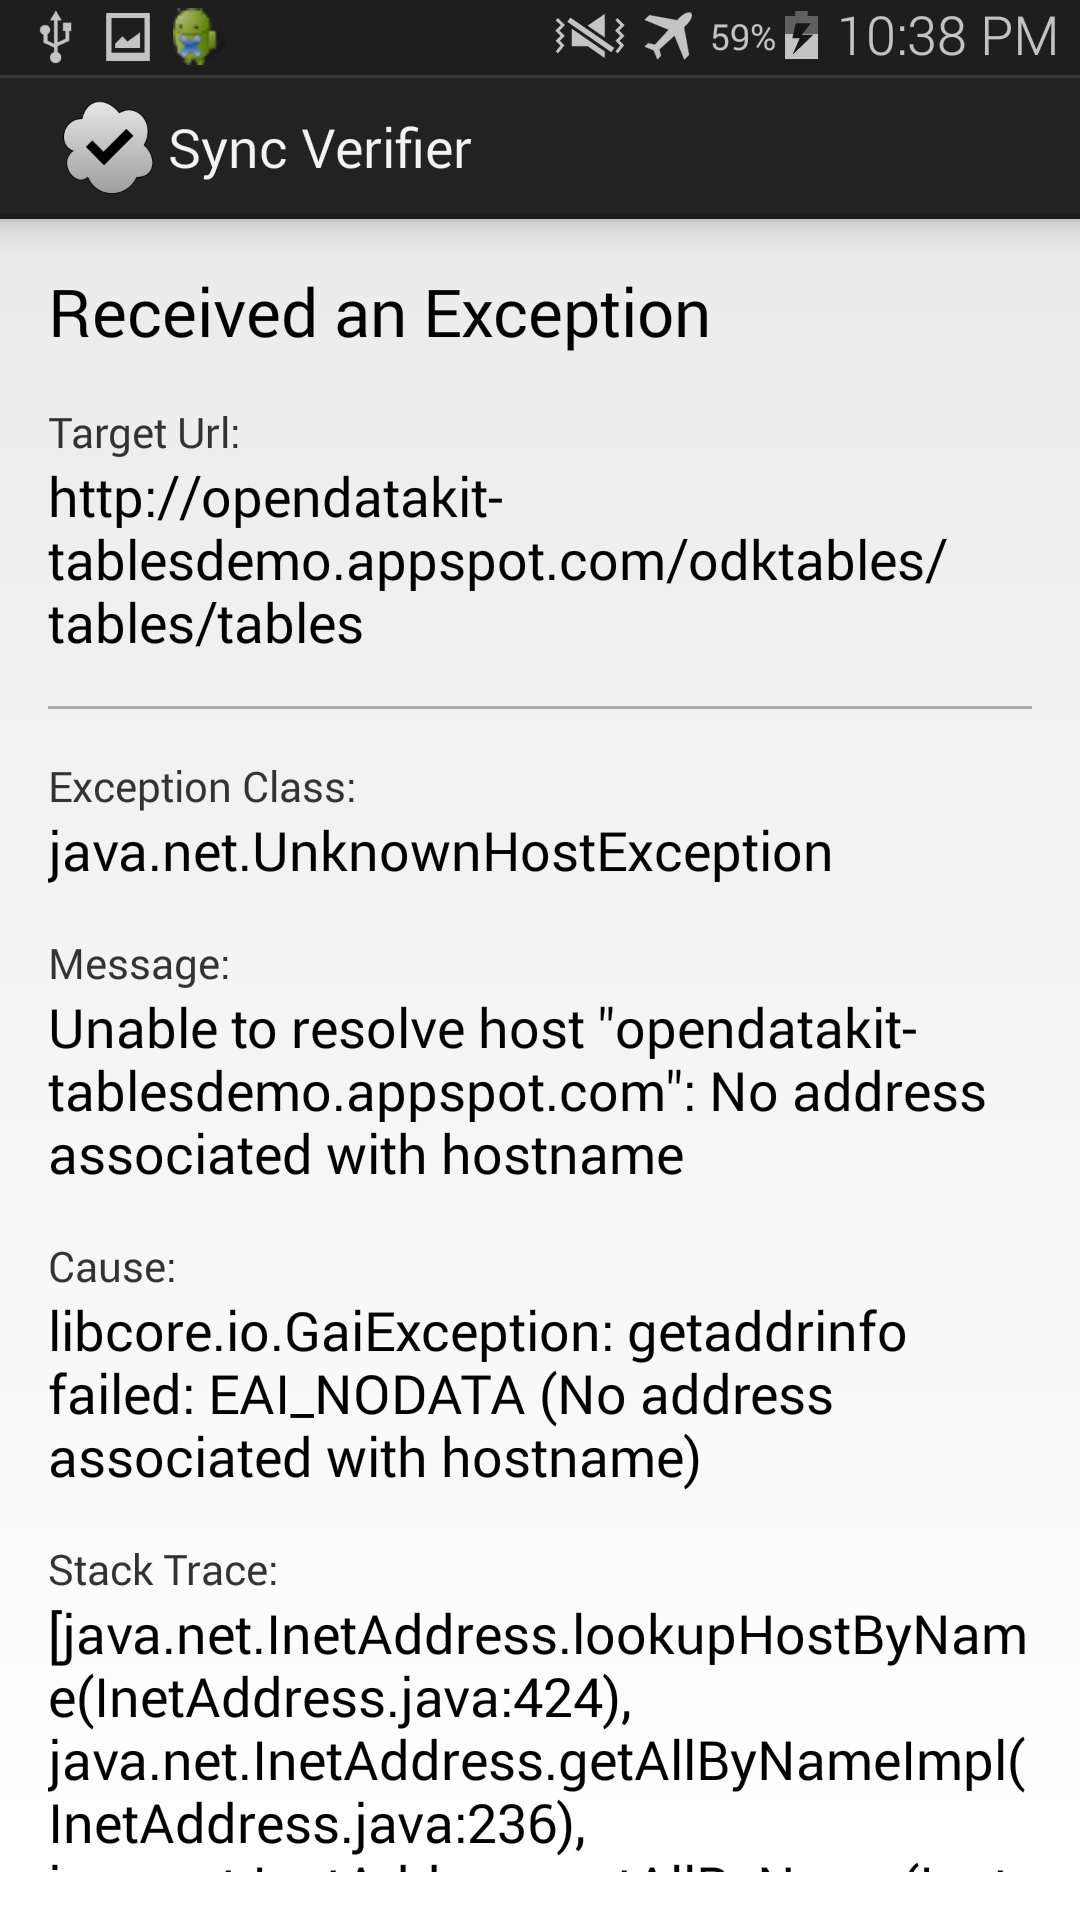 59% 10:38 PM
Sync Verifier
Received an Exception
Target Url:
http://opendatakit-
tablesdemo.appspot.com/odktables/
tables/tables
Exception Class:
java.net.UnknownHostException
Message:
Unable to resolve host "opendatakit-
tablesdemo.appspot.com": No address
associated with hostname
Cause:
libcore.io.GaiException: getaddrinfo
failed: EAI_NODATA (No address
associated with hostname)
Stack Trace:
[java.net.InetAddress.lookupHostByNam
e(InetAddress.java:424),
java.net.InetAddress.getAllByNameImpl(
InetAddress.java:236),